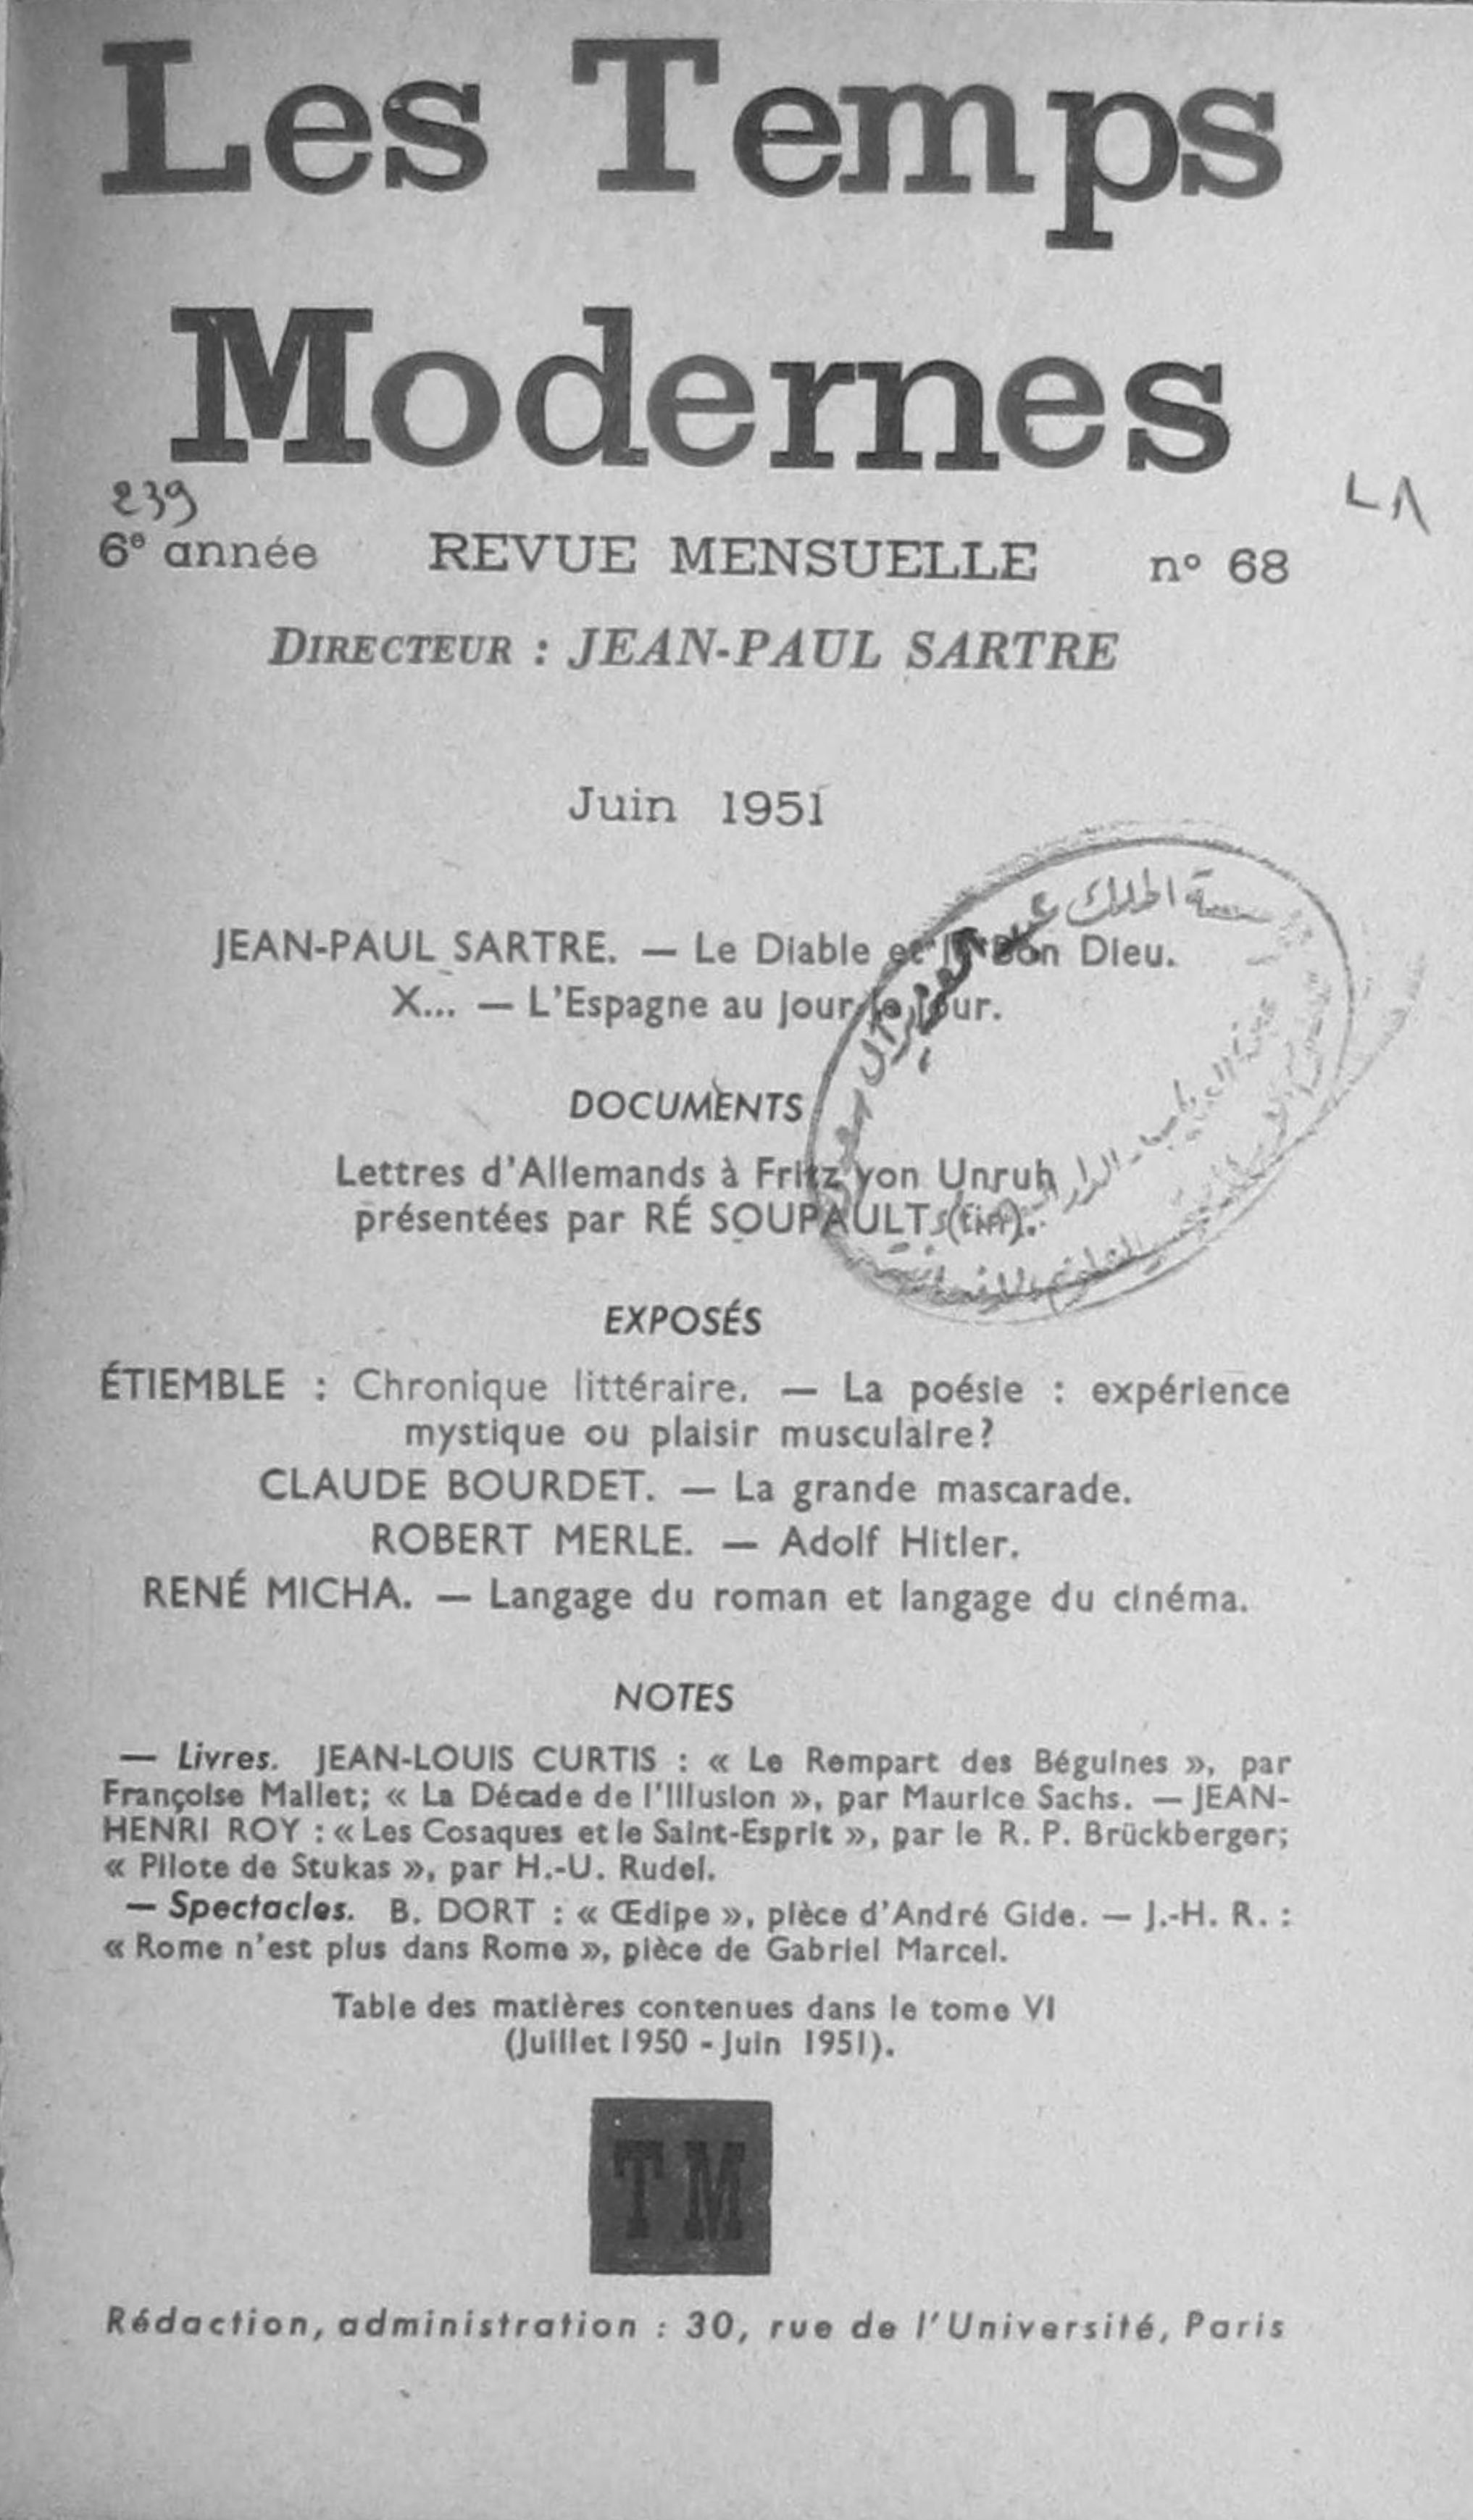 Les Temps
Modernes
239
6e année REVUE MENSUELLE n° 68
DIRECTEUR : JEAN-PAUL SARTRE
Juin 1951
JEAN-PAUL SARTRE. — Le Diable et le Bon Dieu.
X... — L'Espagne au jour le jour.
DOCUMENTS
Lettres d'Allemands à Fritz von Unruh
présentées par RÉ SOUPAULT (fin).
EXPOSÉS
ÉTIEMBLE : Chronique littéraire. — La poésie : expérience
mystique ou plaisir musculaire?
CLAUDE BOURDET. — La grande mascarade.
ROBERT MERLE. — Adolf Hitler.
RENÉ MICHA. — Langage du roman et langage du cinéma.
NOTES
— Livres. JEAN-LOUIS CURTIS : « Le Rempart des Béguines », par
Françoise Mallet; « La Décade de l'Illusion », par Maurice Sachs. — JEAN-
HENRI ROY : « Les Cosaques et le Saint-Esprit », par le R. P. Brückberger;
« Pilote de Stukas », par H.-U. Rudel.
— Spectacles. B. DORT : « Œdipe », pièce d'André Gide. — J.-H. R. :
« Rome n'est plus dans Rome », pièce de Gabriel Marcel.
Table des matières contenues dans le tome VI
(Juillet 1950 - Juin 1951).
TM
Rédaction, administration : 30, rue de l'Université, Paris
الملك عبد العزيز آل